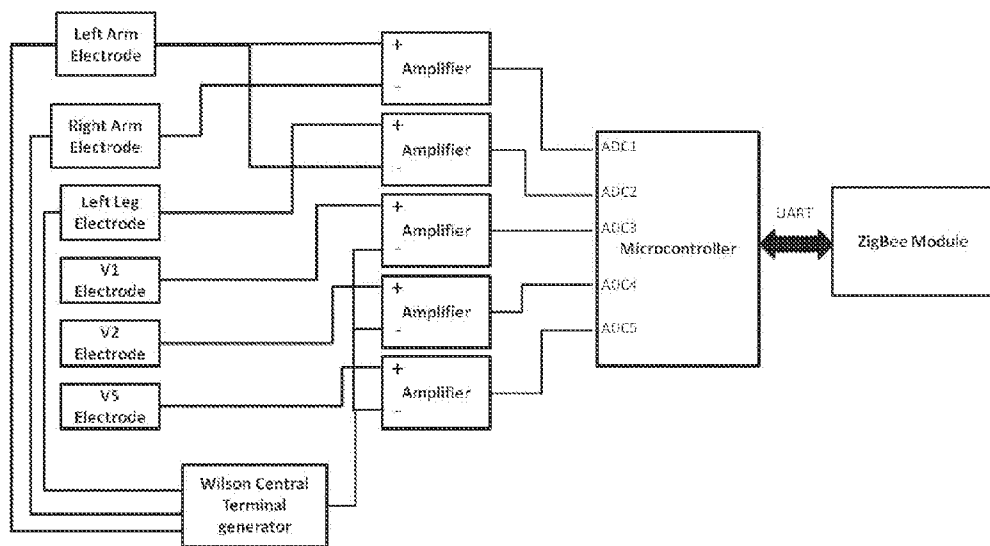 Left Arm
Electrode
Right Arm
Electrode
Left Leg
Electrode
V1
Electrode
V2
Electrode
V5
Electrode
Wilson Central
Terminal
generator
+
Amplifier
-
+
Amplifier
-
+
Amplifier
-
+
Amplifier
-
+
Amplifier
-
ADC1
ADC2
ADC3
Microcontroller
ADC4
ADC5
UART
ZigBee Module